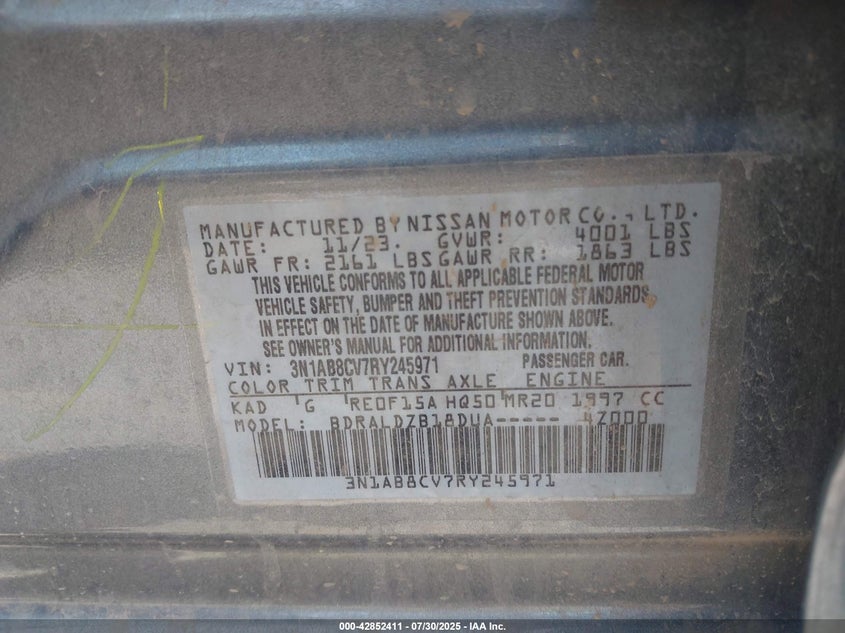 MANUFACTURED BY NISSAN MOTOR CO., LTD.
DATE: 11/23. GVWR: 4001 LBS
GAWR FR: 2161 LBS GAWR RR: 1863 LBS
THIS VEHICLE CONFORMS TO ALL APPLICABLE FEDERAL MOTOR
VEHICLE SAFETY, BUMPER AND THEFT PREVENTION STANDARDS
IN EFFECT ON THE DATE OF MANUFACTURE SHOWN ABOVE.
SEE OWNER'S MANUAL FOR ADDITIONAL INFORMATION.
VIN: 3N1AB8CV7RY245971 PASSENGER CAR.
COLOR TRIM TRANS AXLE ENGINE
KAD G RE0F15A HQ50 MR20 1997 CC
MODEL: BDRALDZB18DUA----- 4Z000
3N1AB8CV7RY245971
000-42852411 - 07/30/2025 - IAA Inc.